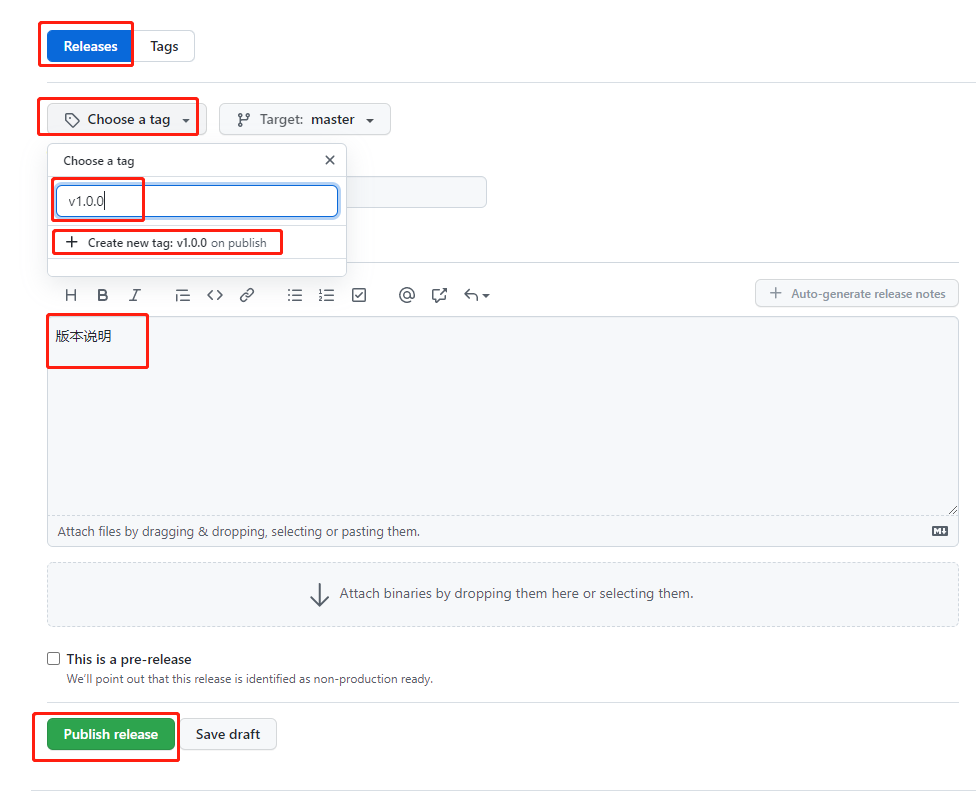 Releases Tags
Choose a tag Target: master
Choose a tag
v1.0.0
Create new tag: v1.0.0 on publish
H B I @ Auto-generate release notes
版本说明
Attach files by dragging & dropping, selecting or pasting them.
Attach binaries by dropping them here or selecting them.
This is a pre-release
We'll point out that this release is identified as non-production ready.
Publish release Save draft